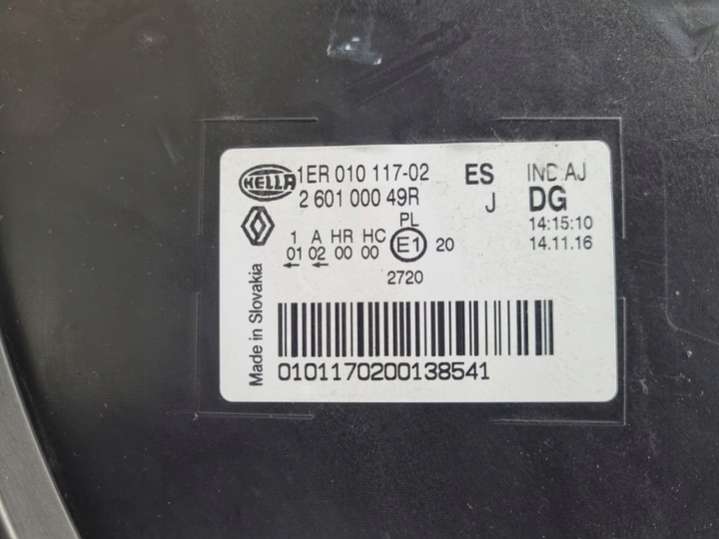 HELLA
1ER 010 117-02
ES
IND AJ
2 601 000 49R
J
DG
14:15:10
14.11.16
PL
1 A HR HC
E1
20
01 02 00 00
2720
Made in Slovakia
0101170200138541